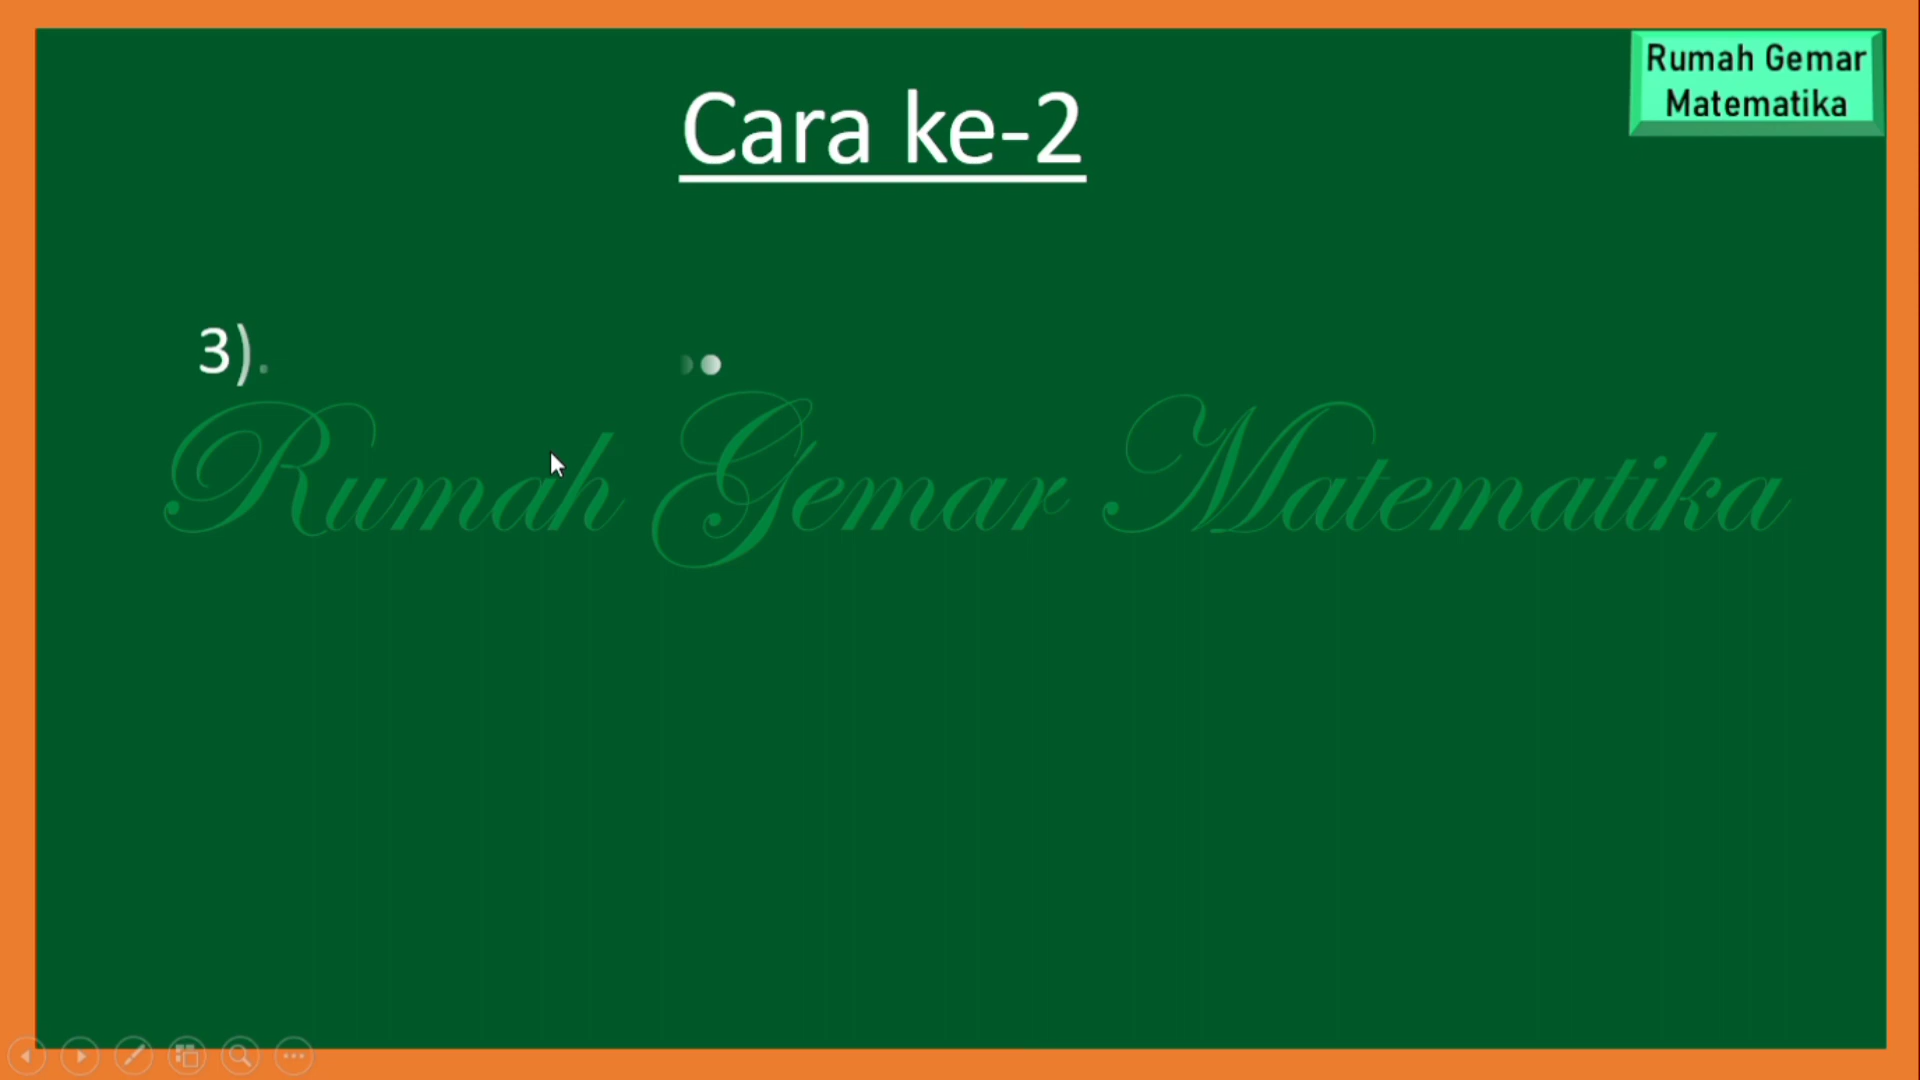 Rumah Gemar
Matematika
Cara ke-2
3).
Rumah Gemar Matematika